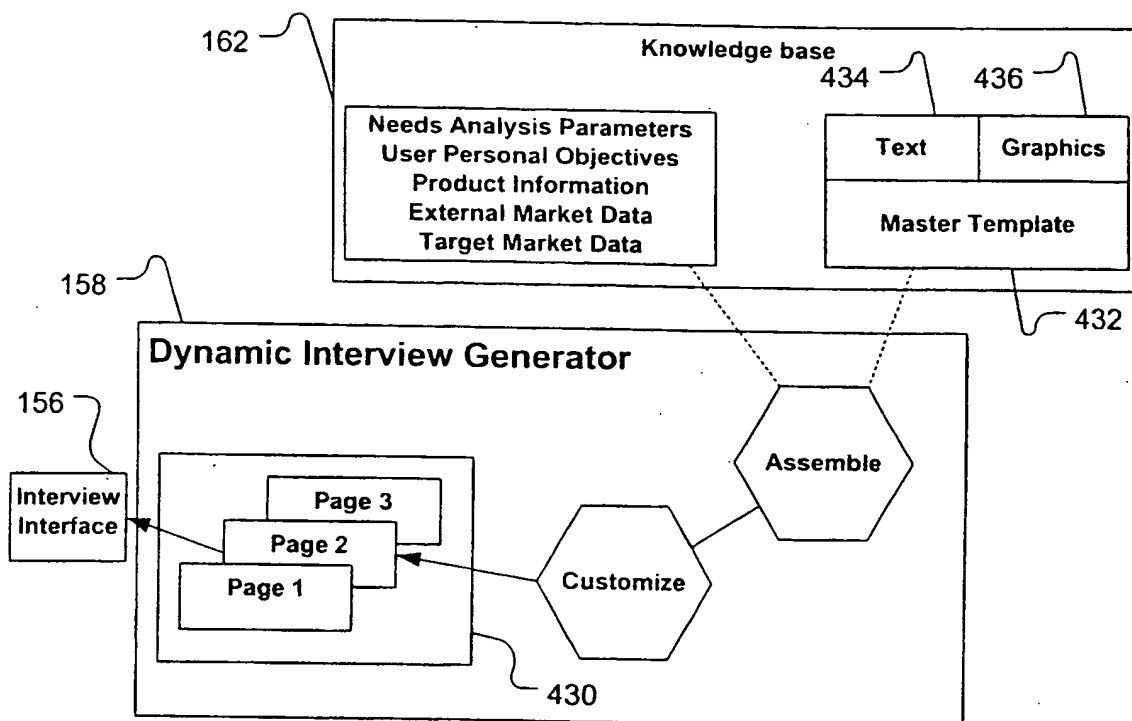 162
Knowledge base
434
436
Needs Analysis Parameters
User Personal Objectives
Product Information
External Market Data
Target Market Data
Text
Graphics
Master Template
158
432
Dynamic Interview Generator
156
Assemble
Interview
Interface
Page 3
Page 2
Page 1
Customize
430